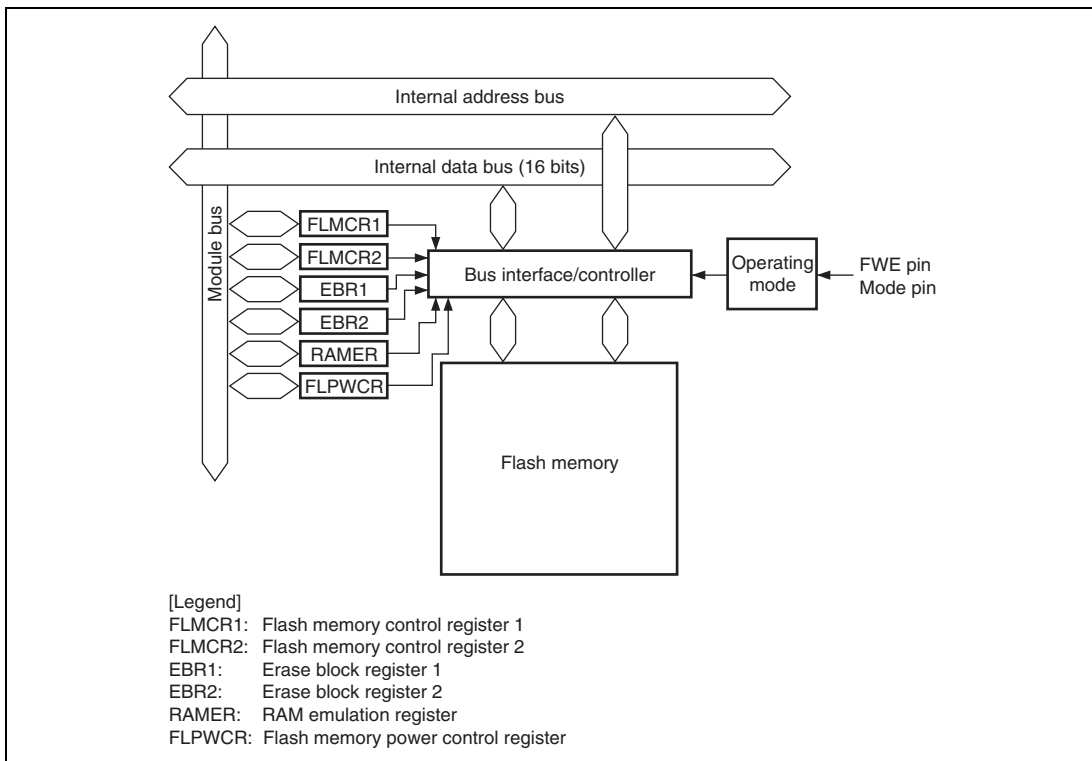 Internal address bus
Internal data bus (16 bits)
Module bus
FLMCR1
FLMCR2
EBR1
EBR2
RAMER
FLPWCR
Bus interface/controller
Operating
mode
FWE pin
Mode pin
Flash memory
[Legend]
FLMCR1: Flash memory control register 1
FLMCR2: Flash memory control register 2
EBR1: Erase block register 1
EBR2: Erase block register 2
RAMER: RAM emulation register
FLPWCR: Flash memory power control register